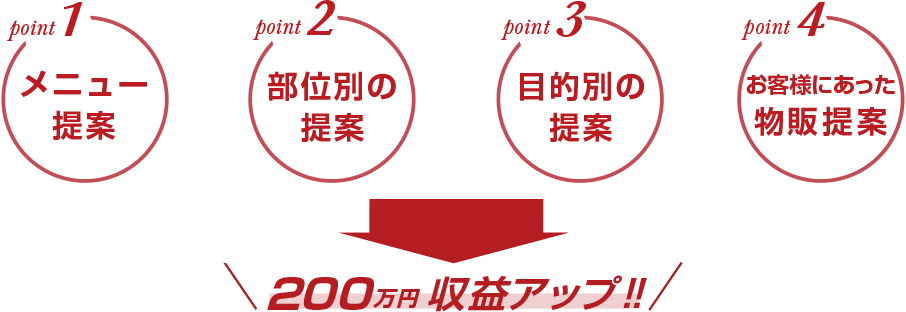 point 1
メニュー
提案
point 2
部位別の
提案
point 3
目的別の
提案
point 4
お客様にあった
物販提案
200万円 収益アップ!!